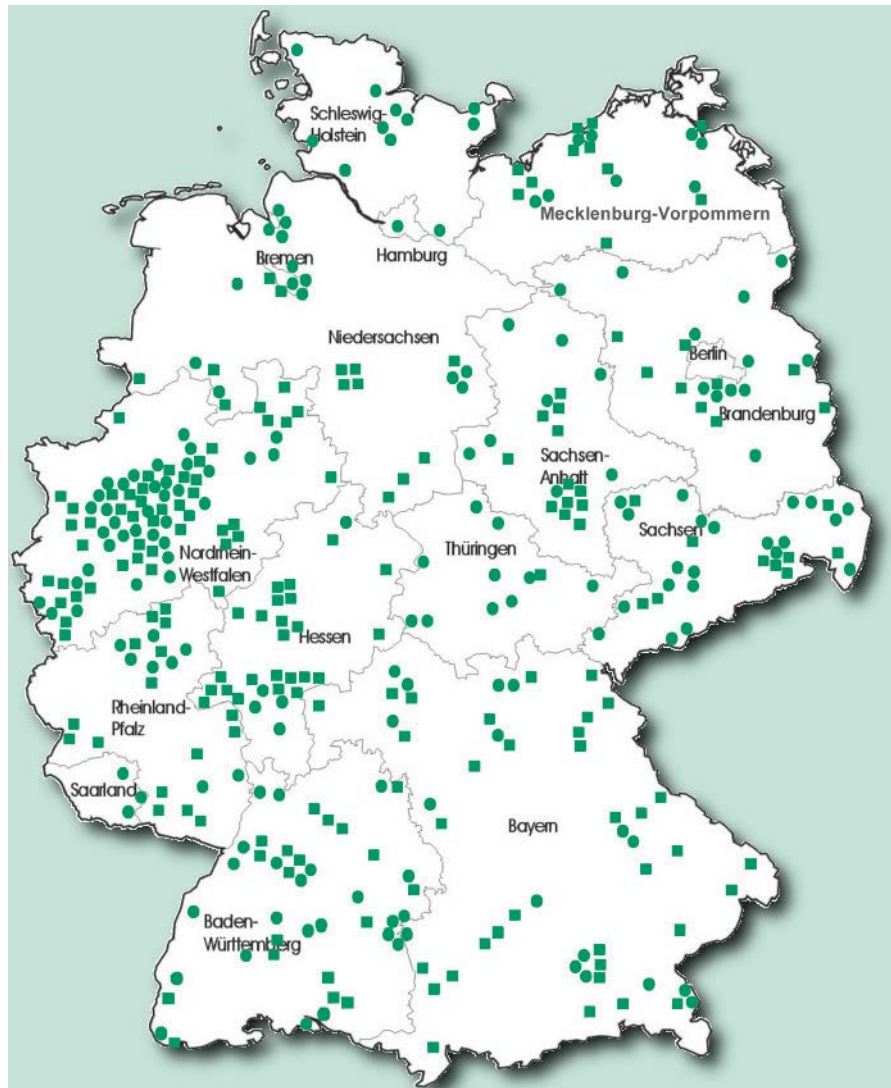 Schleswig-
Holstein
Mecklenburg-Vorpommern
Hamburg
Bremen
Niedersachsen
Berlin
Brandenburg
Sachsen-
Anhalt
Sachsen
Nordrhein-
Westfalen
Thüringen
Hessen
Rheinland-
Pfalz
Saarland
Bayern
Baden-
Württemberg